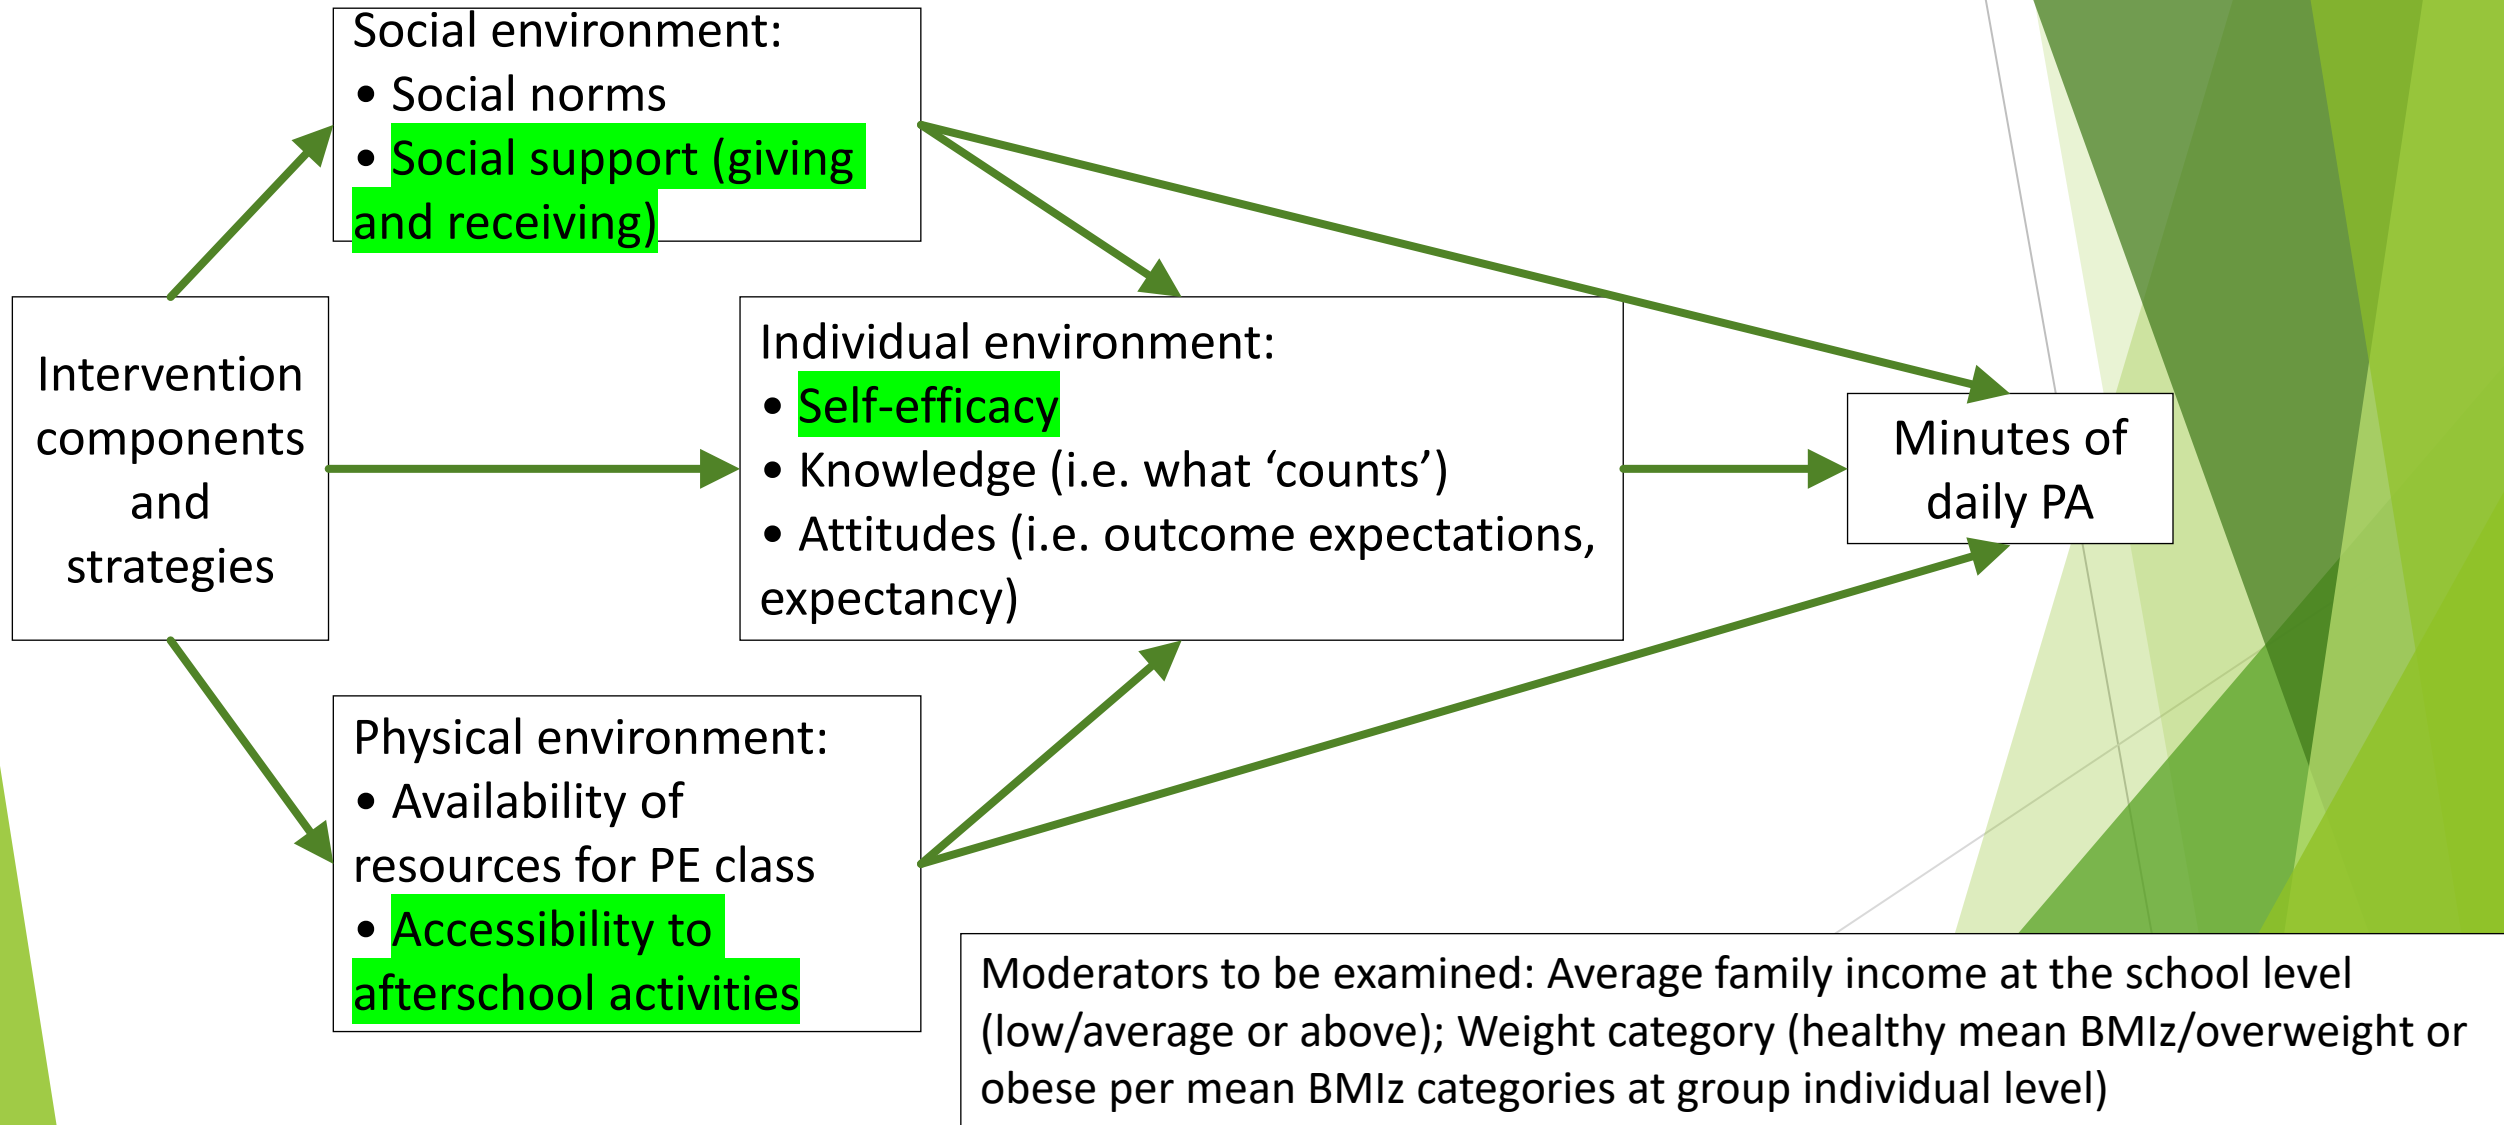 Social environment:
• Social norms
• Social support (giving
and receiving)
Intervention
components
and
strategies
Individual environment:
• Self-efficacy
• Knowledge (i.e. what ‘counts’)
• Attitudes (i.e. outcome expectations,
expectancy)
Minutes of
daily PA
Physical environment:
• Availability of
resources for PE class
• Accessibility to
afterschool activities
Moderators to be examined: Average family income at the school level
(low/average or above); Weight category (healthy mean BMIz/overweight or
obese per mean BMIz categories at group individual level)